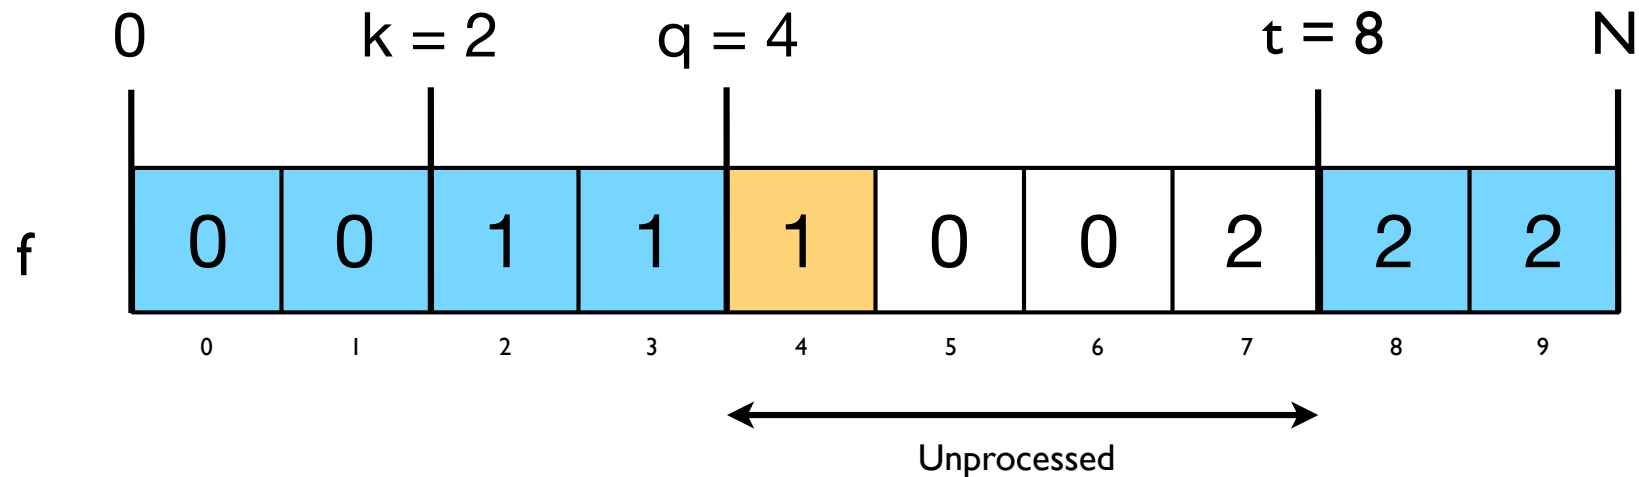 0 k = 2 q = 4 t = 8 N
f 0 0 1 1 1 0 0 2 2 2
0 1 2 3 4 5 6 7 8 9
Unprocessed